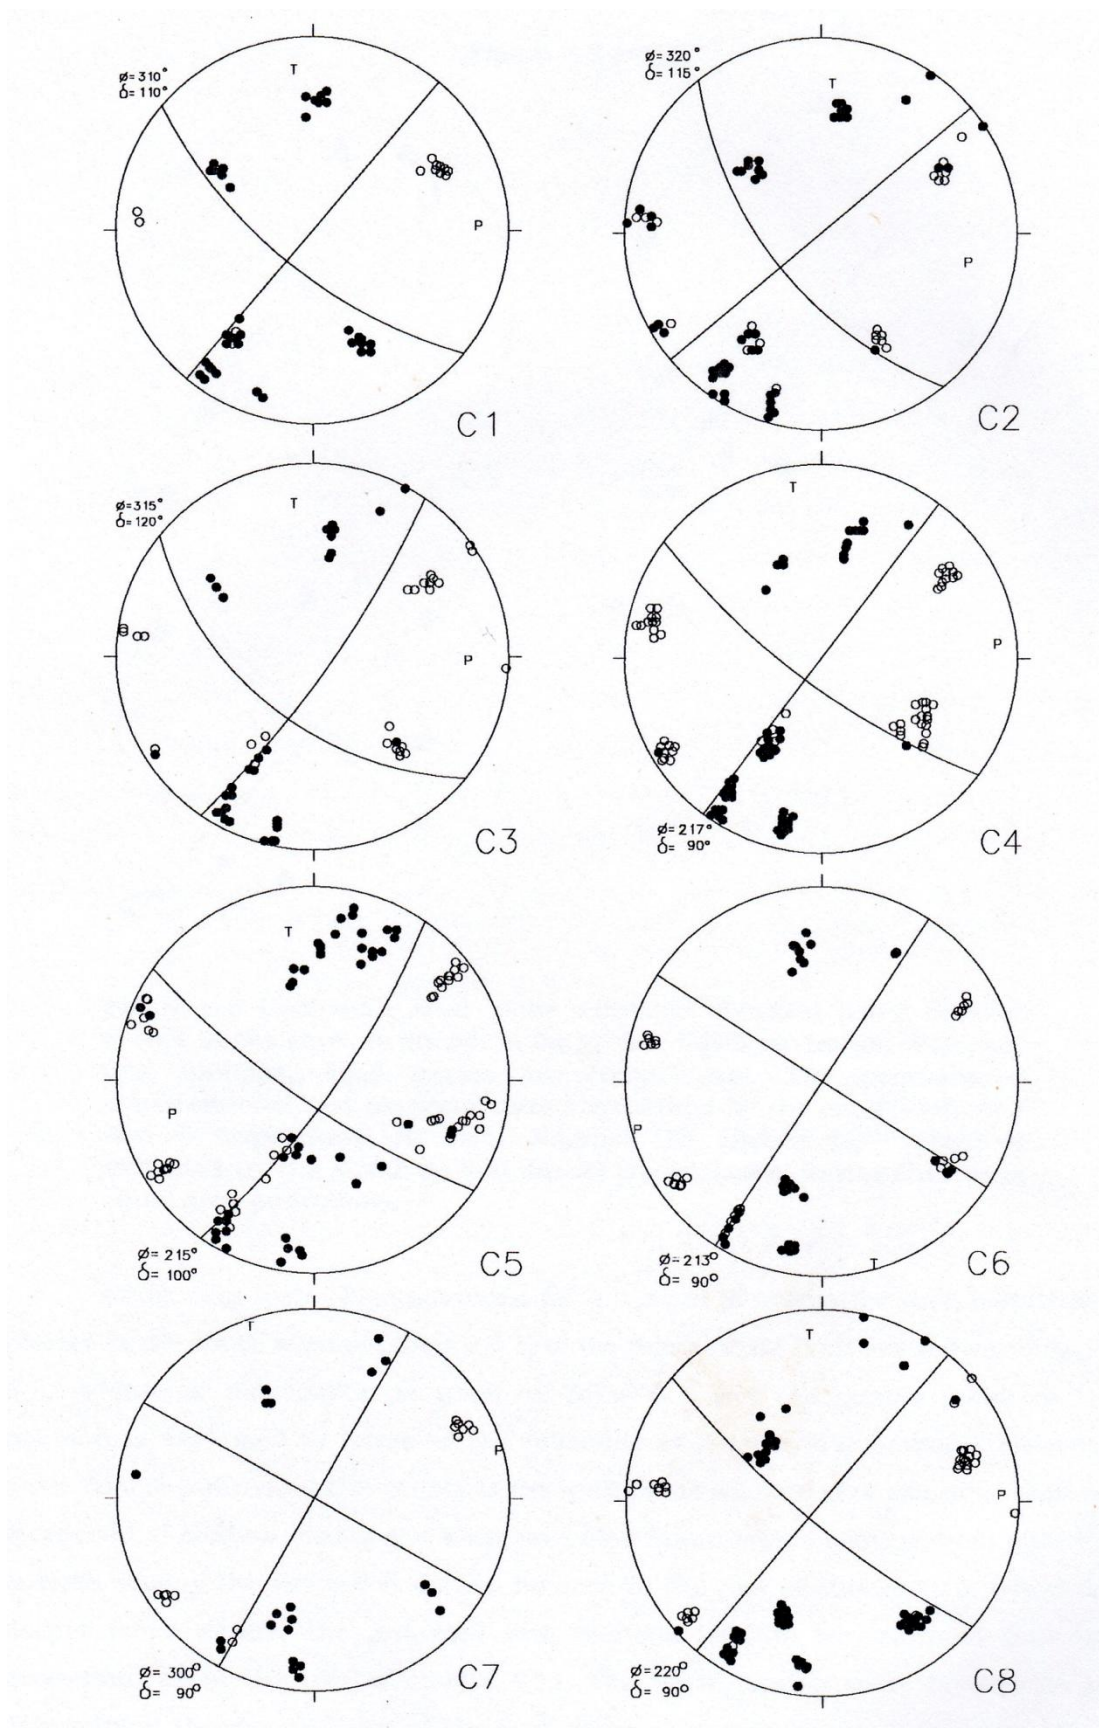 T
ø=310°
δ=110°
P
C1
ø=320°
δ=115°
T
P
C2
ø=315°
δ=120°
T
P
C3
T
P
ø=217°
δ= 90°
C4
T
P
ø= 215°
δ= 100°
C5
P
ø= 213°
δ= 90°
T
C6
T
P
ø= 300°
δ= 90°
C7
T
P
ø= 220°
δ= 90°
C8